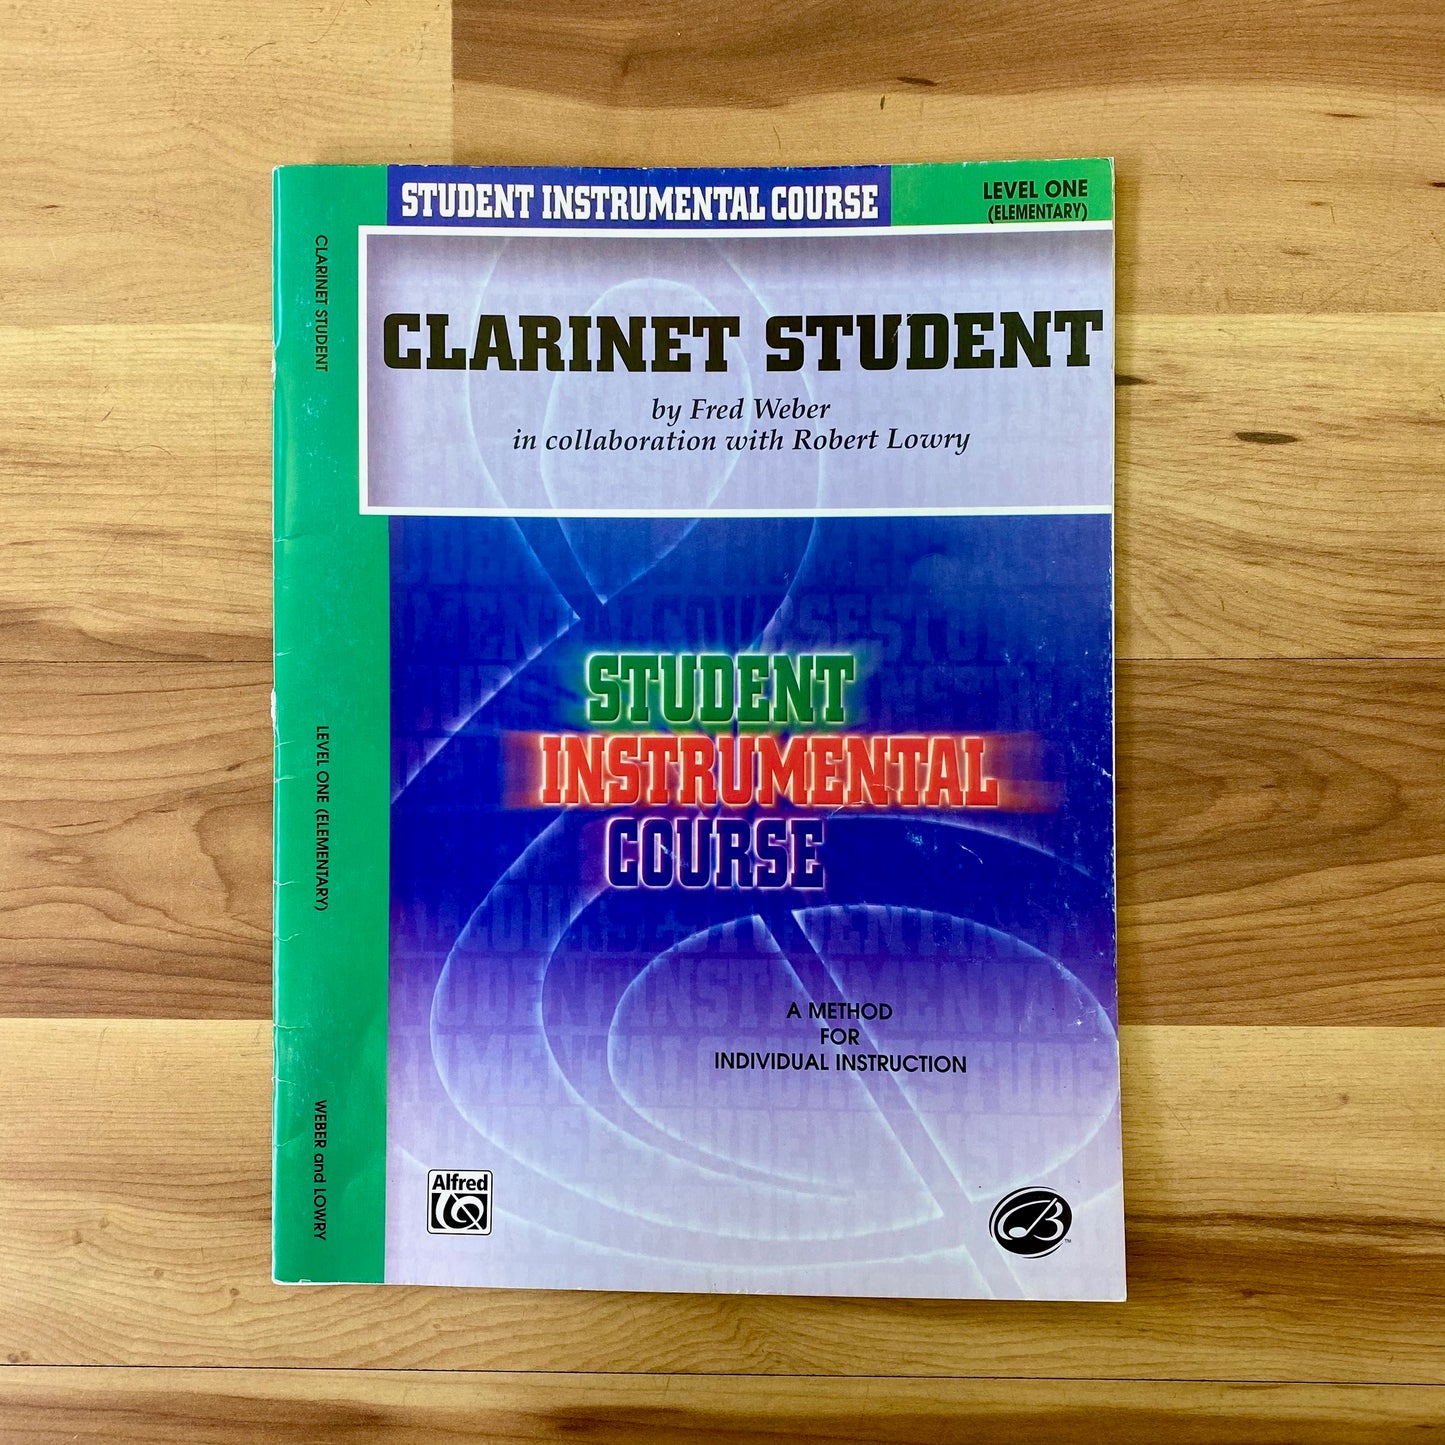 STUDENT INSTRUMENTAL COURSE
LEVEL ONE
(ELEMENTARY)
CLARINET STUDENT
by Fred Weber
in collaboration with Robert Lowry
STUDENT
INSTRUMENTAL
COURSE
A METHOD
FOR
INDIVIDUAL INSTRUCTION
Alfred
B
TM
CLARINET STUDENT
LEVEL ONE (ELEMENTARY)
WEBER and LOWRY